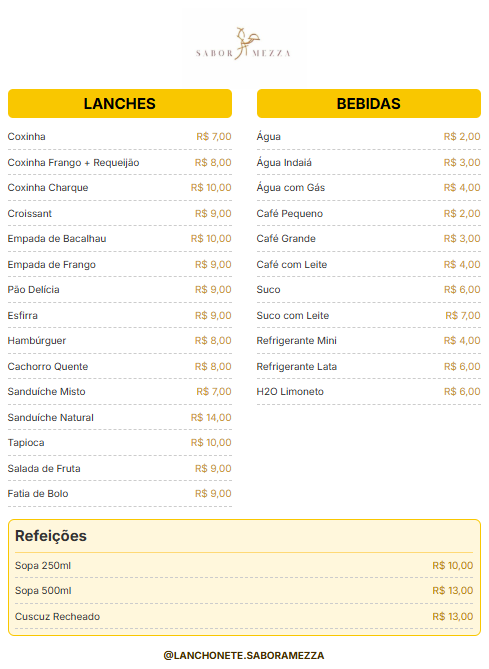 SABOR MEZZA
LANCHES
Coxinha R$ 7,00
Coxinha Frango + Requeijão R$ 8,00
Coxinha Charque R$ 10,00
Croissant R$ 9,00
Empada de Bacalhau R$ 10,00
Empada de Frango R$ 9,00
Pão Delícia R$ 9,00
Esfirra R$ 9,00
Hambúrguer R$ 8,00
Cachorro Quente R$ 8,00
Sanduíche Misto R$ 7,00
Sanduíche Natural R$ 14,00
Tapioca R$ 10,00
Salada de Fruta R$ 9,00
Fatia de Bolo R$ 9,00
BEBIDAS
Água R$ 2,00
Água Indaiá R$ 3,00
Água com Gás R$ 4,00
Café Pequeno R$ 2,00
Café Grande R$ 3,00
Café com Leite R$ 4,00
Suco R$ 6,00
Suco com Leite R$ 7,00
Refrigerante Mini R$ 4,00
Refrigerante Lata R$ 6,00
H2O Limoneto R$ 6,00
Refeições
Sopa 250ml R$ 10,00
Sopa 500ml R$ 13,00
Cuscuz Recheado R$ 13,00
@LANCHONETE.SABORAMEZZA